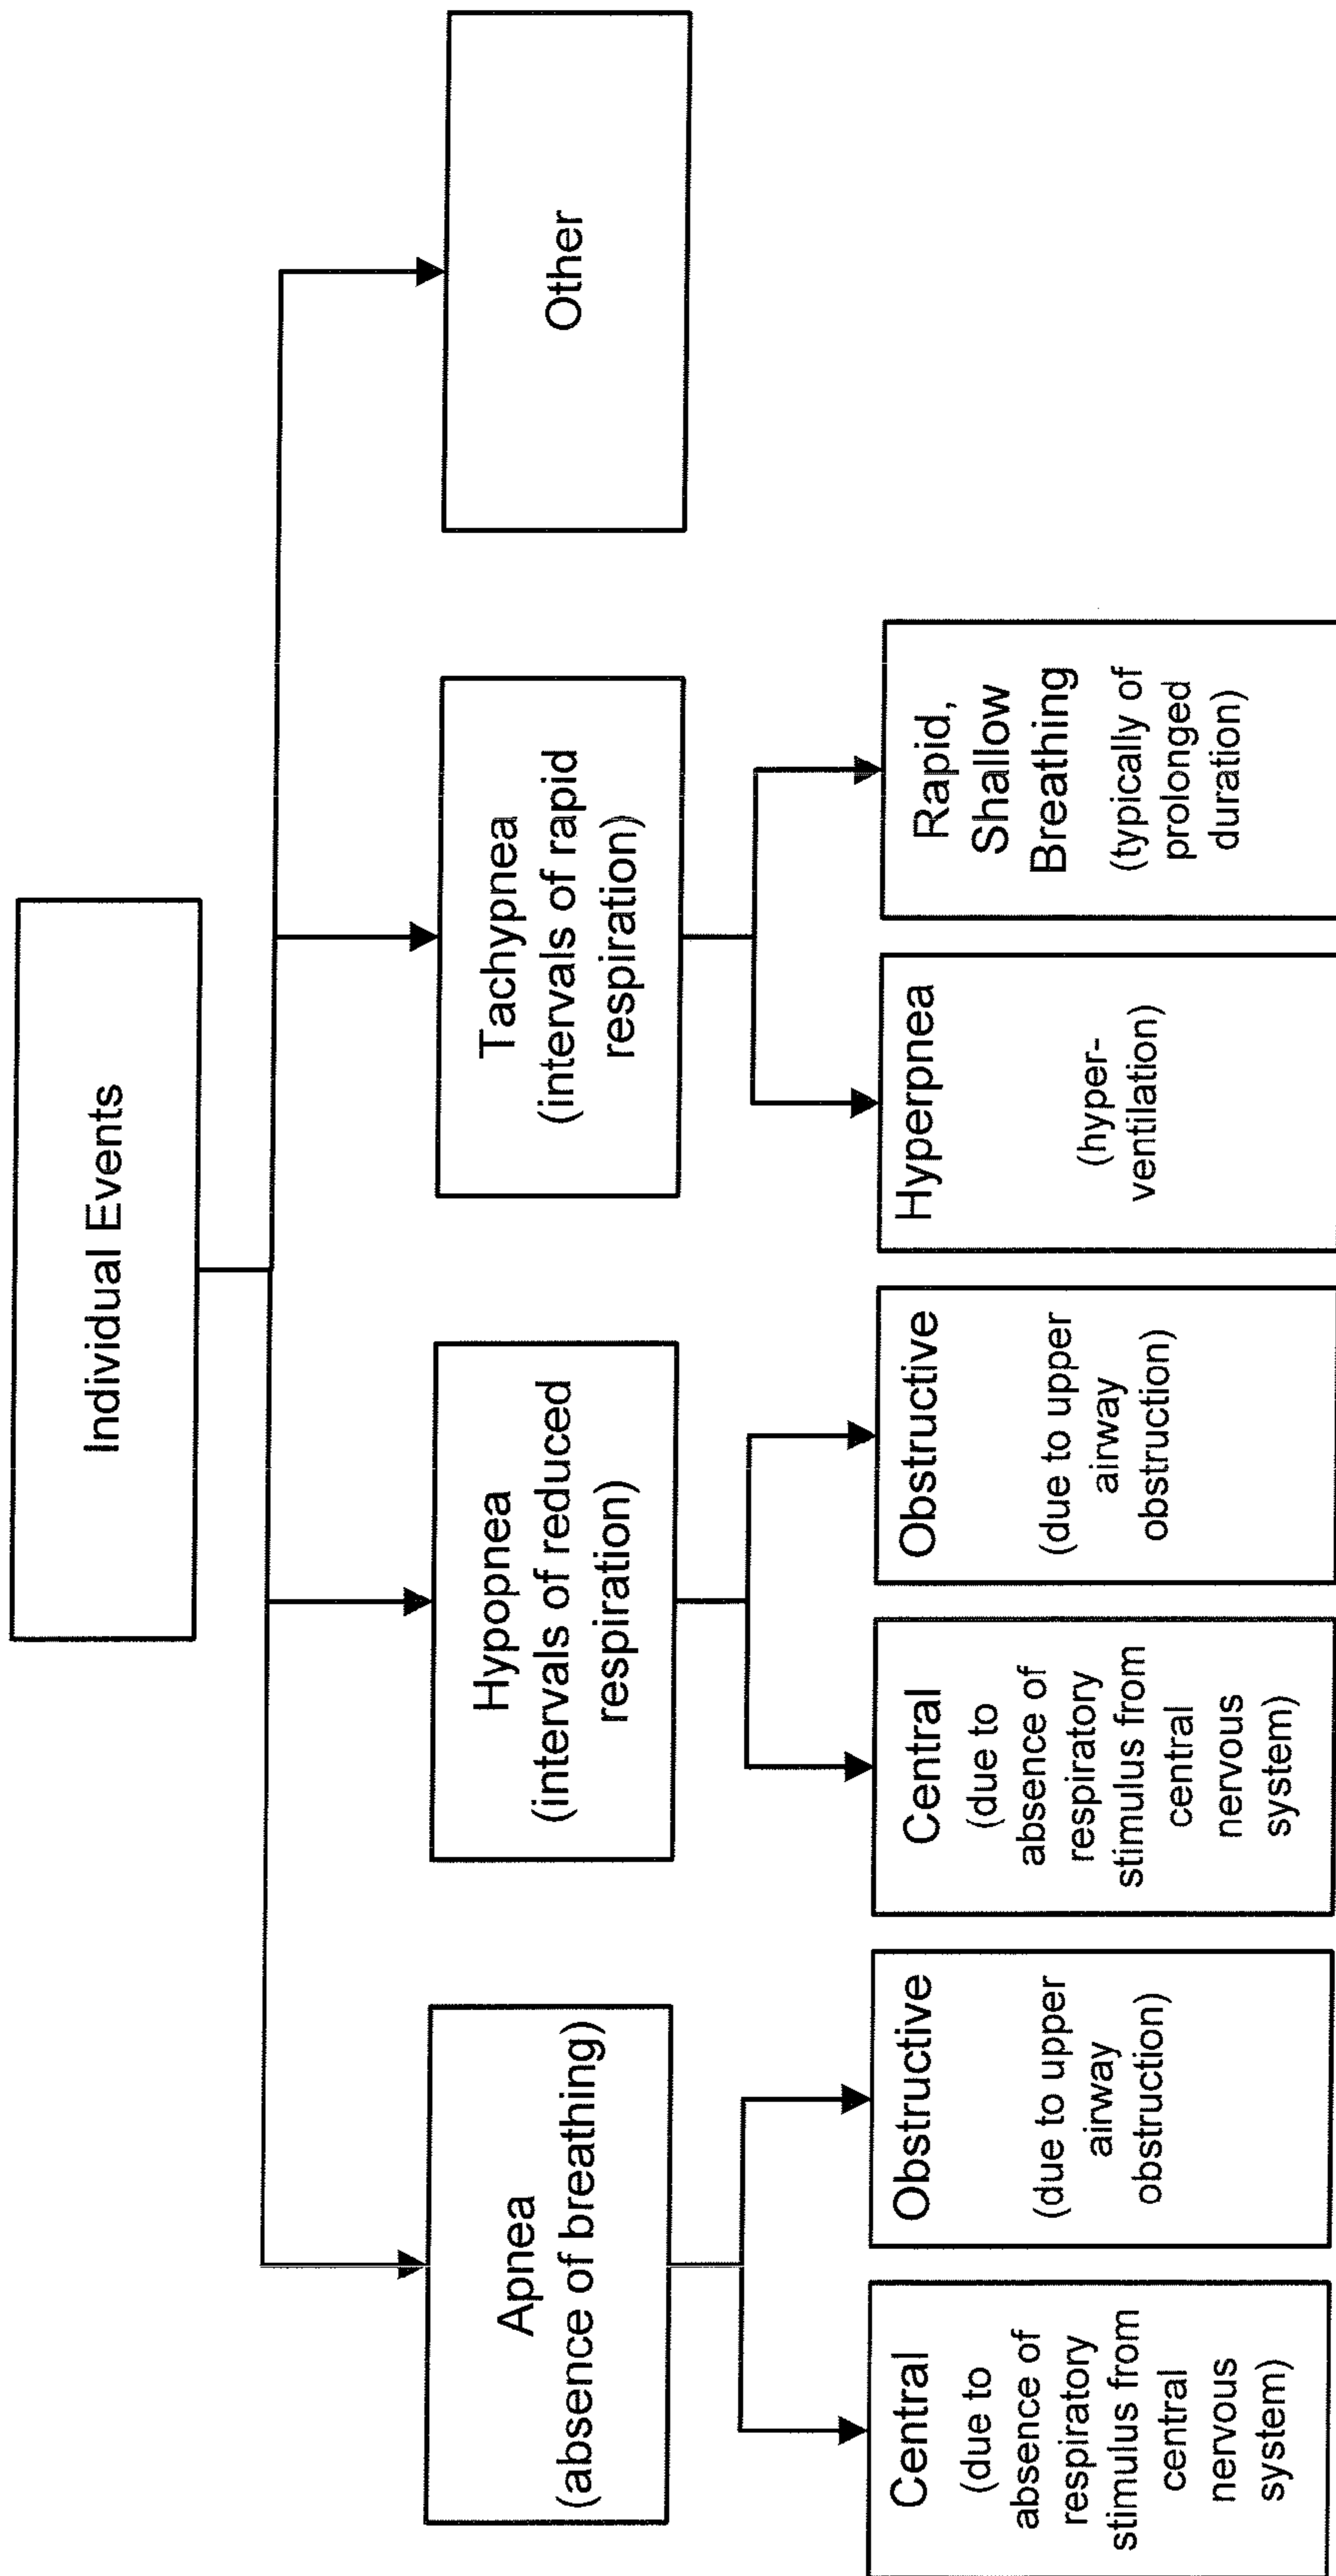 Individual Events
Apnea
(absence of breathing)
Hypopnea
(intervals of reduced
respiration)
Tachypnea
(intervals of rapid
respiration)
Other
Central
(due to
absence of
respiratory
stimulus from
central
nervous
system)
Obstructive
(due to upper
airway
obstruction)
Central
(due to
absence of
respiratory
stimulus from
central
nervous
system)
Obstructive
(due to upper
airway
obstruction)
Hyperpnea
(hyper-
ventilation)
Rapid,
Shallow
Breathing
(typically of
prolonged
duration)